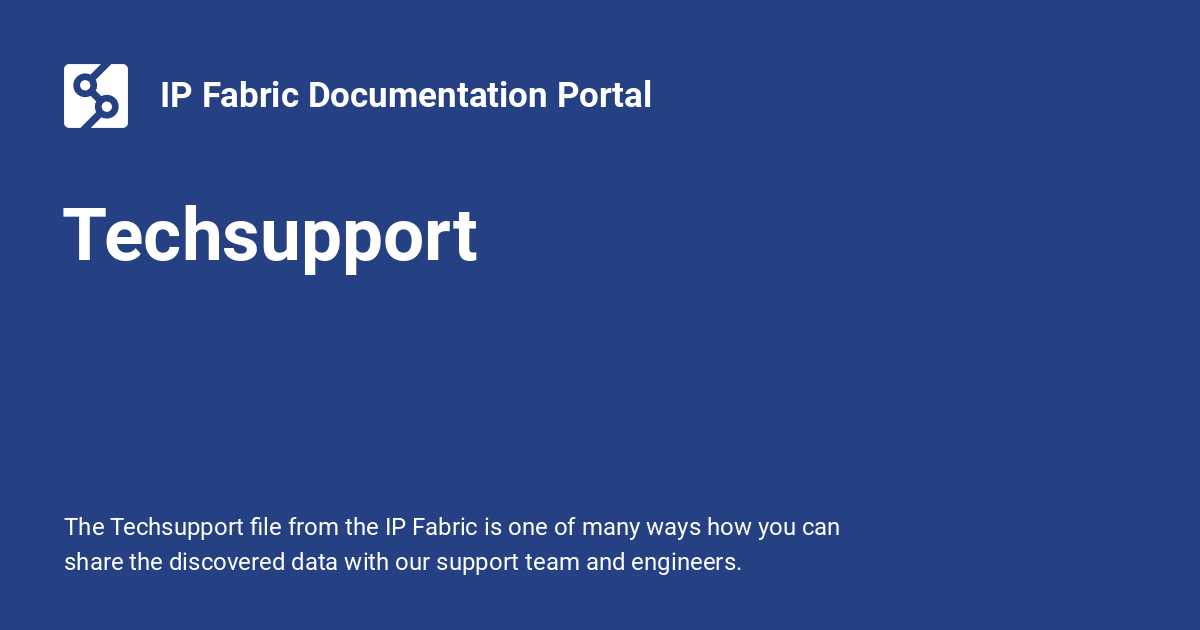 IP Fabric Documentation Portal
Techsupport
The Techsupport file from the IP Fabric is one of many ways how you can
share the discovered data with our support team and engineers.